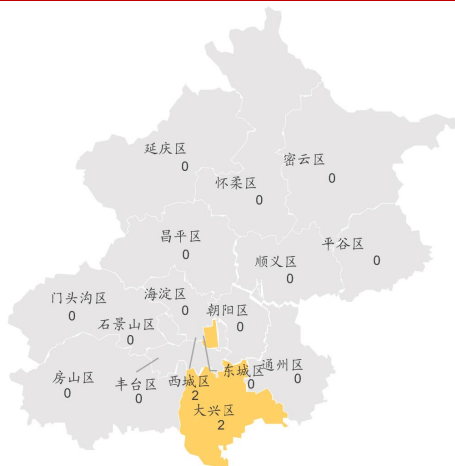 延庆区
0
密云区
0
怀柔区
0
昌平区
0
平谷区
0
顺义区
0
海淀区
0
门头沟区
0
朝阳区
0
石景山区
0
东城区
0
通州区
0
房山区
0
丰台区
0
西城区
2
大兴区
2